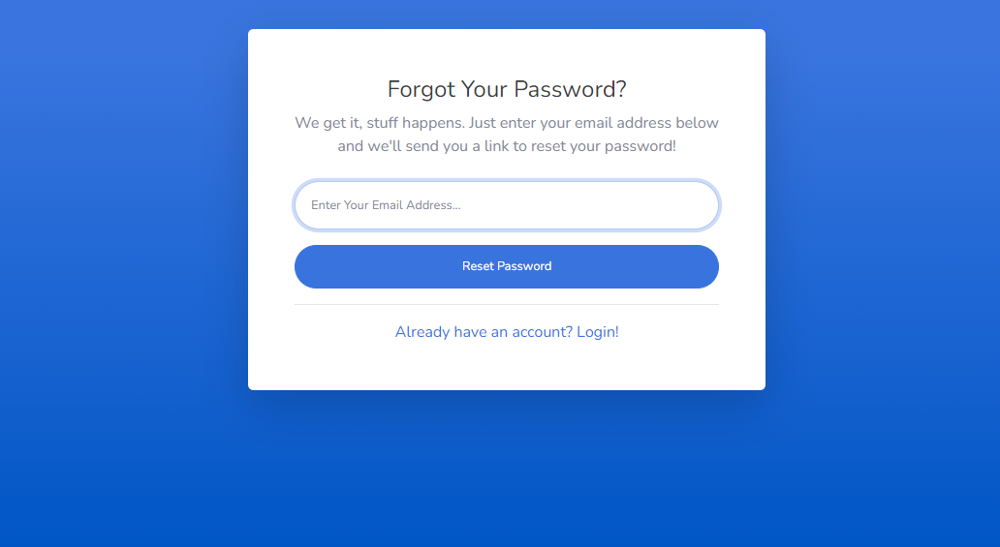 Forgot Your Password?
We get it, stuff happens. Just enter your email address below
and we'll send you a link to reset your password!
Enter Your Email Address...
Reset Password
Already have an account? Login!